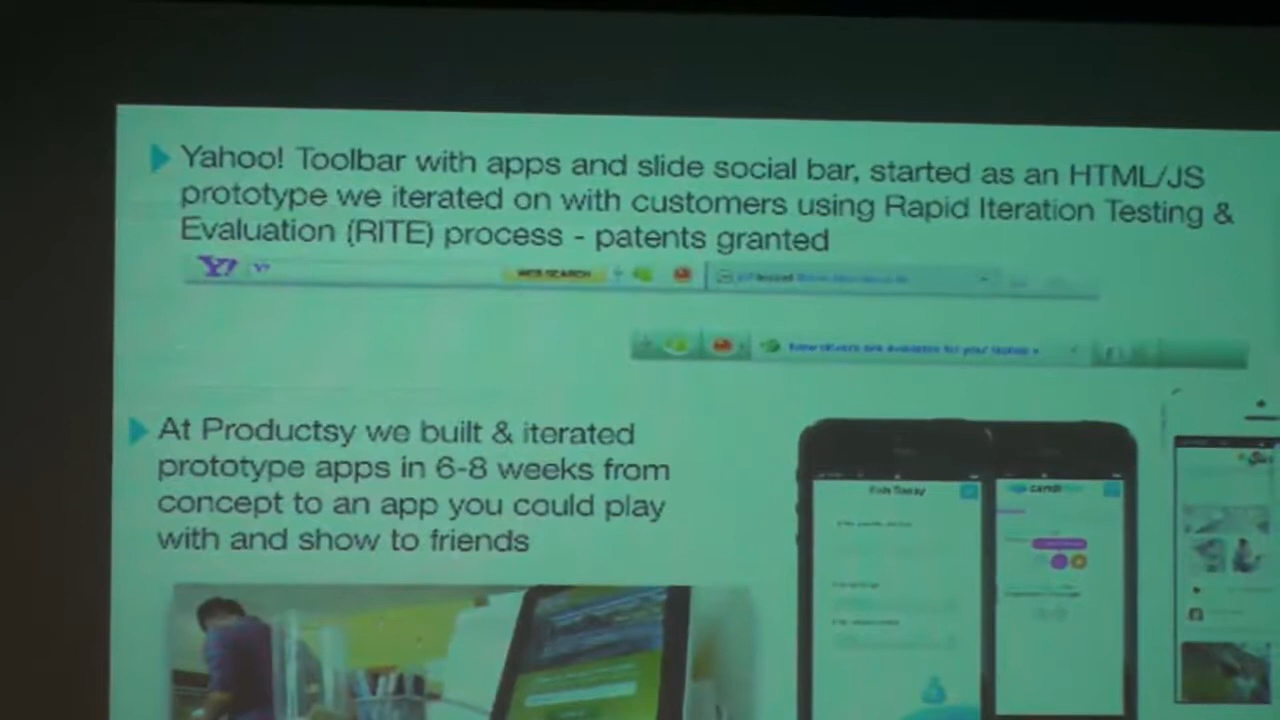 Yahoo! Toolbar with apps and slide social bar, started as an HTML/JS
prototype we iterated on with customers using Rapid Iteration Testing &
Evaluation (RITE) process - patents granted
Y! Y!
WEB SEARCH
At Productsy we built & iterated
prototype apps in 6-8 weeks from
concept to an app you could play
with and show to friends